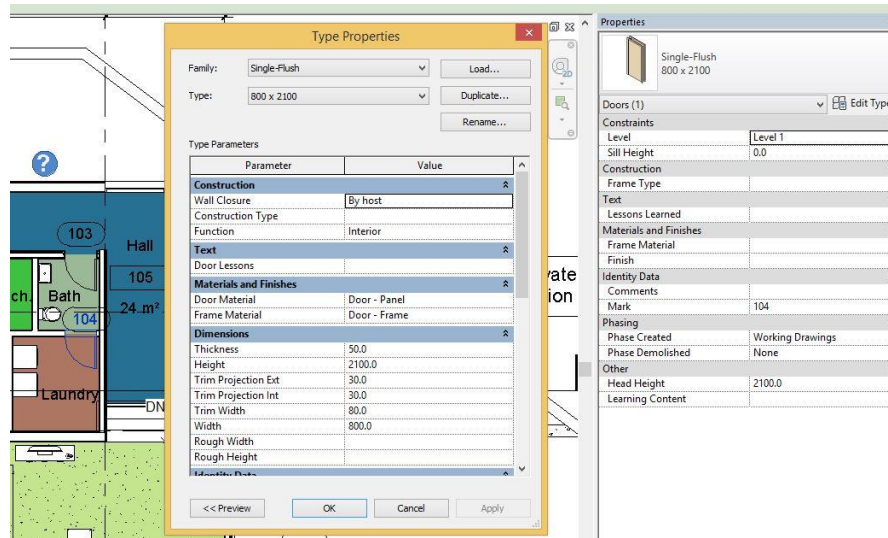 Type Properties
Family: Single-Flush Load...
Type: 800 x 2100 Duplicate...
Rename...
Type Parameters
Parameter Value
Construction
Wall Closure By host
Construction Type
Function Interior
Text
Door Lessons
Materials and Finishes
Door Material Door - Panel
Frame Material Door - Frame
Dimensions
Thickness 50.0
Height 2100.0
Trim Projection Ext 30.0
Trim Projection Int 30.0
Trim Width 80.0
Width 800.0
Rough Width
Rough Height
Identity Data
<< Preview OK Cancel Apply
?
103
Hall
105
24 m²
ch.
Bath
104
Laundry
DN
vate
ion
2D
Properties
Single-Flush
800 x 2100
Doors (1) Edit Type
Constraints
Level Level 1
Sill Height 0.0
Construction
Frame Type
Text
Lessons Learned
Materials and Finishes
Frame Material
Finish
Identity Data
Comments
Mark 104
Phasing
Phase Created Working Drawings
Phase Demolished None
Other
Head Height 2100.0
Learning Content